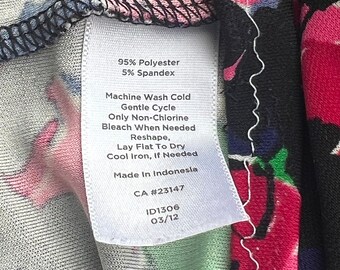 95% Polyester
5% Spandex
Machine Wash Cold
Gentle Cycle
Only Non-Chlorine
Bleach When Needed
Reshape,
Lay Flat To Dry
Cool Iron, If Needed
Made In Indonesia
CA #23147
ID1306
03/12